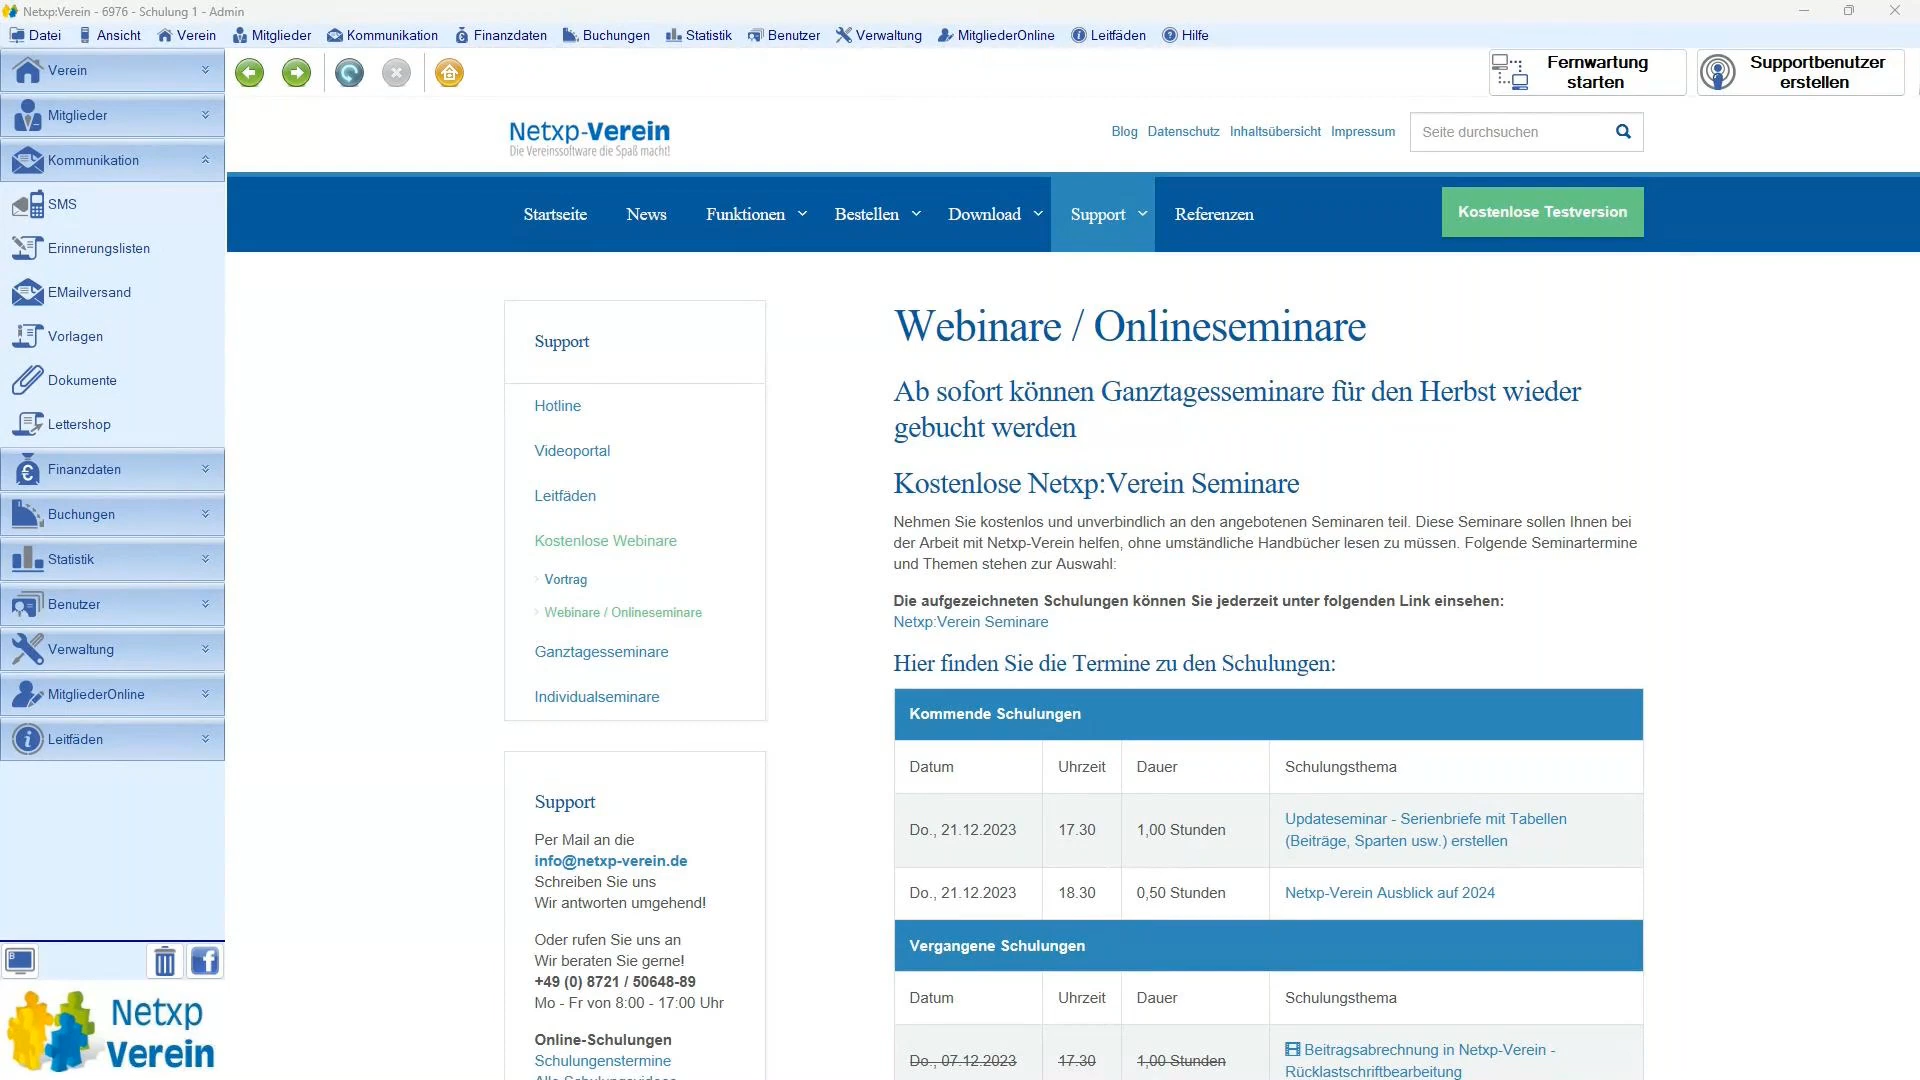 Netxp:Verein - 6976 - Schulung 1 - Admin
Datei Ansicht Verein Mitglieder Kommunikation Finanzdaten Buchungen Statistik Benutzer Verwaltung MitgliederOnline Leitfäden Hilfe
Verein
Mitglieder
Kommunikation
SMS
Erinnerungslisten
EMailversand
Vorlagen
Dokumente
Lettershop
Finanzdaten
Buchungen
Statistik
Benutzer
Verwaltung
MitgliederOnline
Leitfäden
Netxp
Verein
Fernwartung
starten
Supportbenutzer
erstellen
Netxp-Verein
Die Vereinssoftware die Spaß macht!
Blog Datenschutz Inhaltsübersicht Impressum
Seite durchsuchen
Startseite News Funktionen Bestellen Download Support Referenzen
Kostenlose Testversion
Support
Hotline
Videoportal
Leitfäden
Kostenlose Webinare
Vortrag
Webinare / Onlineseminare
Ganztagesseminare
Individualseminare
Support
Per Mail an die
info@netxp-verein.de
Schreiben Sie uns
Wir antworten umgehend!
Oder rufen Sie uns an
Wir beraten Sie gerne!
+49 (0) 8721 / 50648-89
Mo - Fr von 8:00 - 17:00 Uhr
Online-Schulungen
Schulungenstermine
Alle Schulungsvideos
Webinare / Onlineseminare
Ab sofort können Ganztagesseminare für den Herbst wieder
gebucht werden
Kostenlose Netxp:Verein Seminare
Nehmen Sie kostenlos und unverbindlich an den angebotenen Seminaren teil. Diese Seminare sollen Ihnen bei
der Arbeit mit Netxp-Verein helfen, ohne umständliche Handbücher lesen zu müssen. Folgende Seminartermine
und Themen stehen zur Auswahl:
Die aufgezeichneten Schulungen können Sie jederzeit unter folgenden Link einsehen:
Netxp:Verein Seminare
Hier finden Sie die Termine zu den Schulungen:
Kommende Schulungen
Datum Uhrzeit Dauer Schulungsthema
Do., 21.12.2023 17.30 1,00 Stunden Updateseminar - Serienbriefe mit Tabellen
(Beiträge, Sparten usw.) erstellen
Do., 21.12.2023 18.30 0,50 Stunden Netxp-Verein Ausblick auf 2024
Vergangene Schulungen
Datum Uhrzeit Dauer Schulungsthema
Do., 07.12.2023 17.30 1,00 Stunden Beitragsabrechnung in Netxp-Verein -
Rücklastschriftbearbeitung